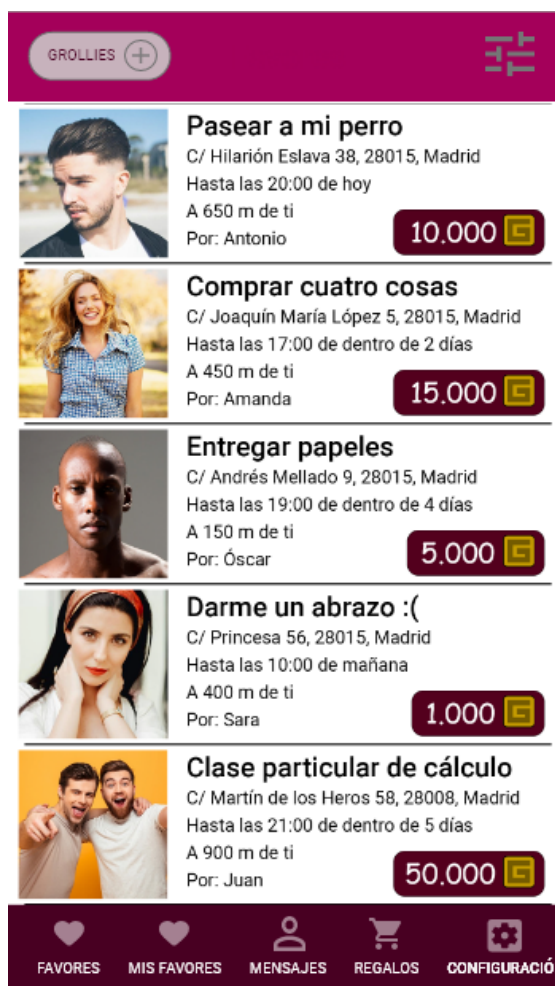 GROLLIES
Pasear a mi perro
C/ Hilarión Eslava 38, 28015, Madrid
Hasta las 20:00 de hoy
A 650 m de ti
Por: Antonio
10.000 G
Comprar cuatro cosas
C/ Joaquín María López 5, 28015, Madrid
Hasta las 17:00 de dentro de 2 días
A 450 m de ti
Por: Amanda
15.000 G
Entregar papeles
C/ Andrés Mellado 9, 28015, Madrid
Hasta las 19:00 de dentro de 4 días
A 150 m de ti
Por: Óscar
5.000 G
Darme un abrazo :(
C/ Princesa 56, 28015, Madrid
Hasta las 10:00 de mañana
A 400 m de ti
Por: Sara
1.000 G
Clase particular de cálculo
C/ Martín de los Heros 58, 28008, Madrid
Hasta las 21:00 de dentro de 5 días
A 900 m de ti
Por: Juan
50.000 G
FAVORES MIS FAVORES MENSAJES REGALOS CONFIGURACIÓ